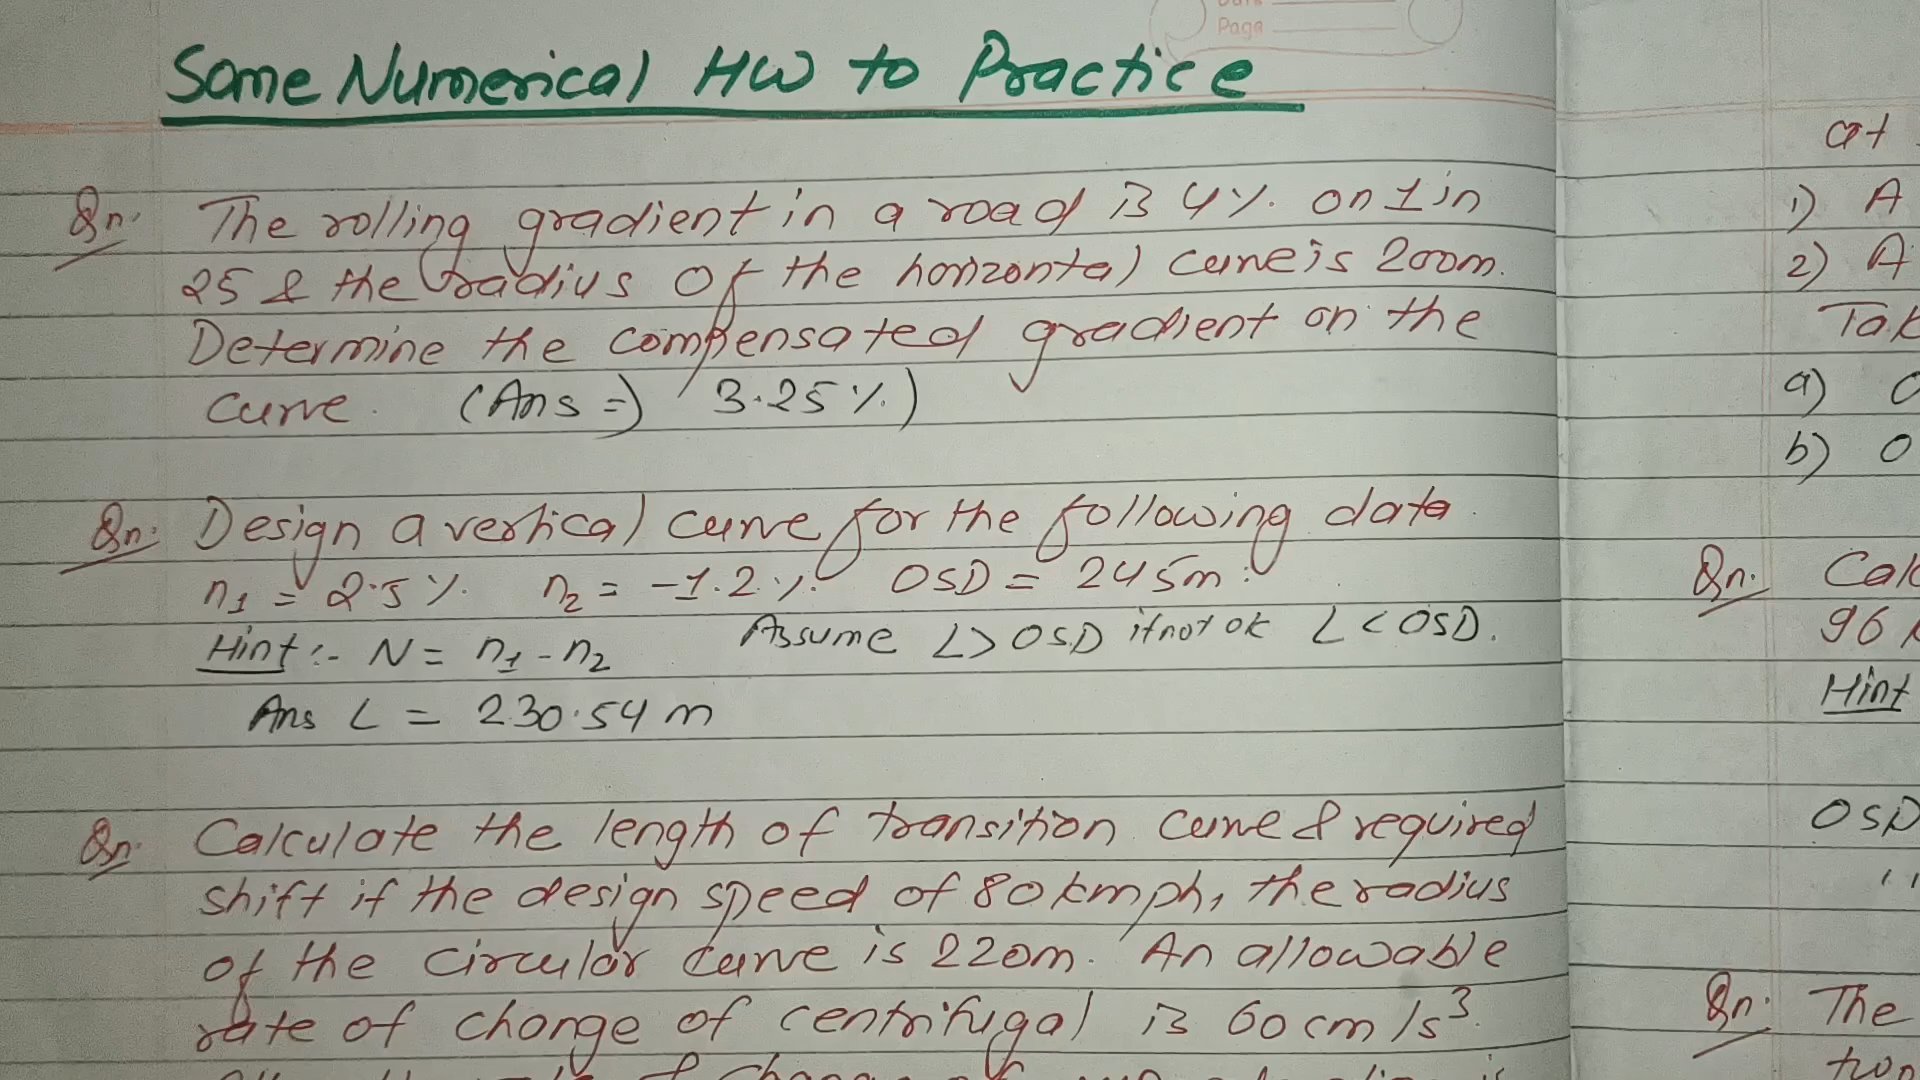 Page
Some Numerical HW to Practice
Qn. The rolling gradient in a road is 4%. on 1 in
25 & the radius of the horizontal curve is 200m.
Determine the compensated gradient on the
curve. (Ans => 3.25%.)
Qn: Design a vertical curve for the following data
n1 = 2.5%. n2 = -1.2%. OSD = 245m.
Hint:- N = n1 - n2 Assume L > OSD if not ok L < OSD.
Ans L = 230.54 m
Qn. Calculate the length of transition curve & required
shift if the design speed of 80 kmph, the radius
of the circular curve is 220m. An allowable
rate of change of centrifugal is 60 cm/s³.
at
1) A
2) A
a)
b) O
Qn.
96
Hint
OSD
Qn: The